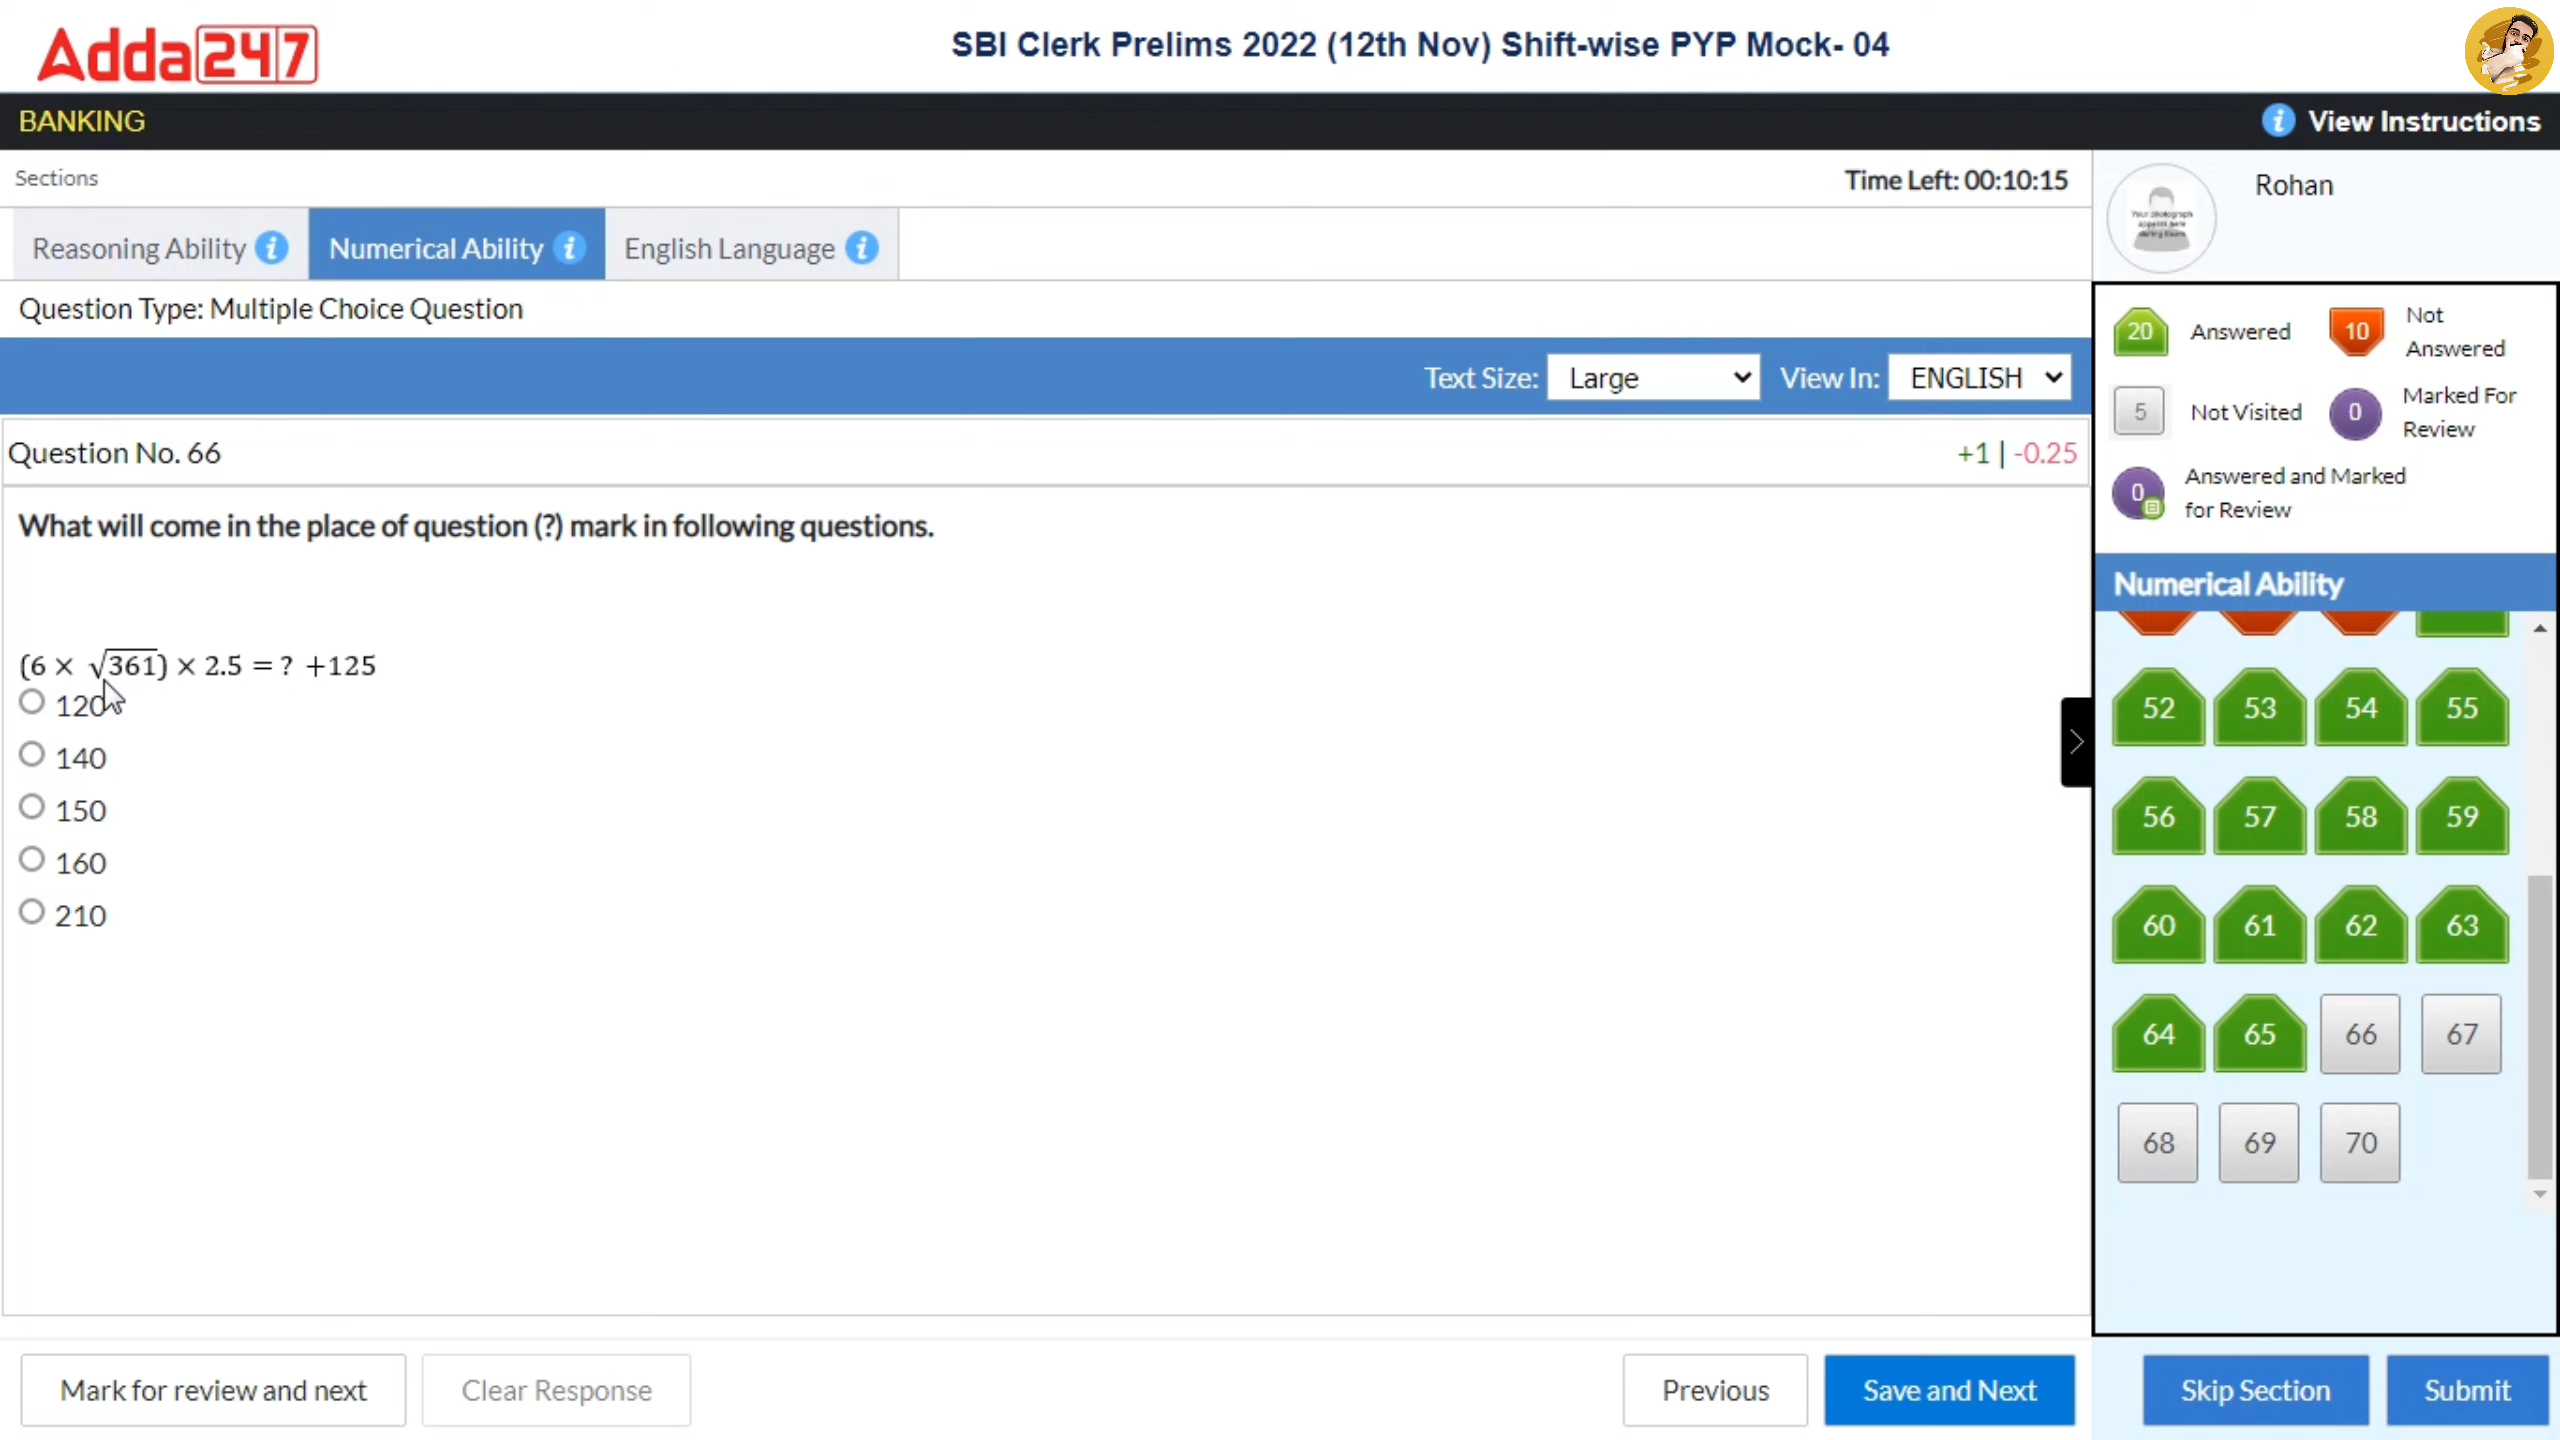 Adda247
SBI Clerk Prelims 2022 (12th Nov) Shift-wise PYP Mock- 04
BANKING
i View Instructions
Sections
Time Left: 00:10:15
Rohan
Your photograph
appears here
during Exam
Reasoning Ability i
Numerical Ability i
English Language i
Question Type: Multiple Choice Question
20 Answered
10 Not Answered
5 Not Visited
0 Marked For Review
0 Answered and Marked for Review
Text Size: Large
View In: ENGLISH
Question No. 66
+1 | -0.25
What will come in the place of question (?) mark in following questions.
(6 × √361) × 2.5 = ? +125
120
140
150
160
210
Numerical Ability
52 53 54 55
56 57 58 59
60 61 62 63
64 65 66 67
68 69 70
Mark for review and next
Clear Response
Previous
Save and Next
Skip Section
Submit